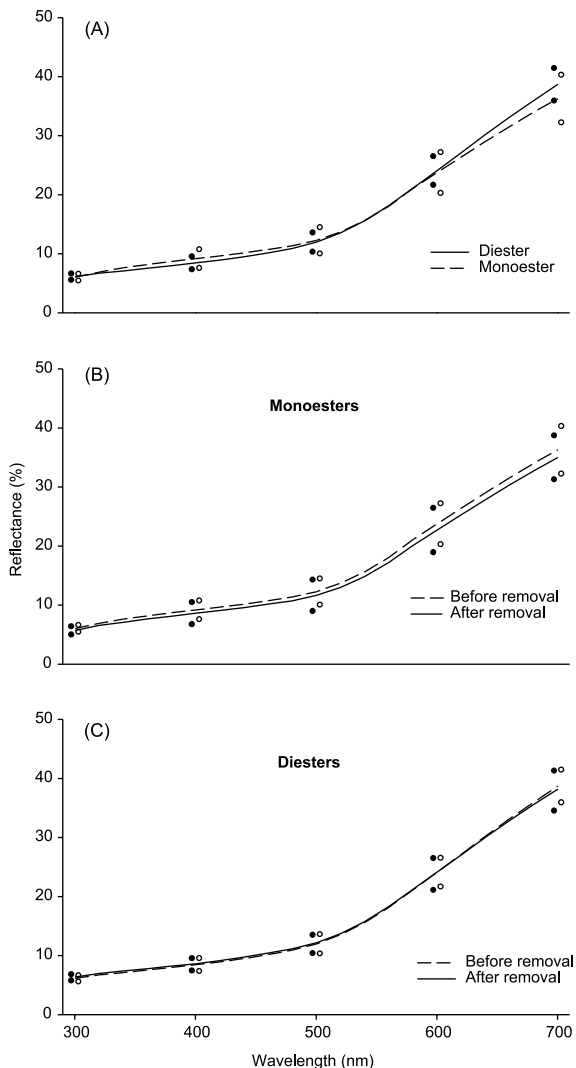 (A)
50
40
30
20
10
0
Diester
Monoester
(B)
Monoesters
50
40
30
20
10
0
Reflectance (%)
Before removal
After removal
(C)
Diesters
50
40
30
20
10
0
Before removal
After removal
300 400 500 600 700
Wavelength (nm)